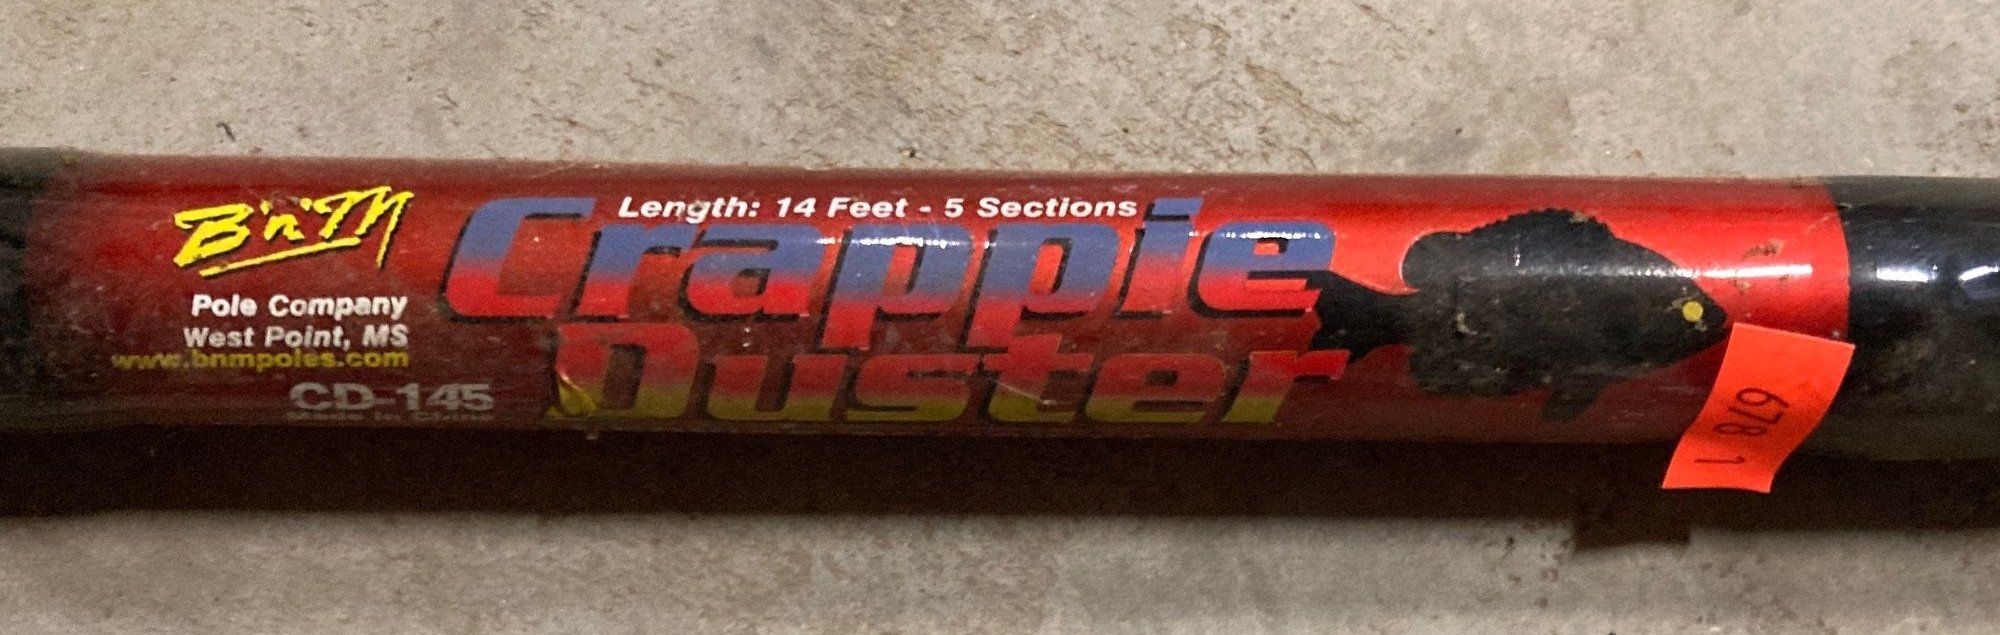 B'n'M
Pole Company
West Point, MS
www.bnmpoles.com
CD-145
Length: 14 Feet - 5 Sections
Crappie
Duster
678 1